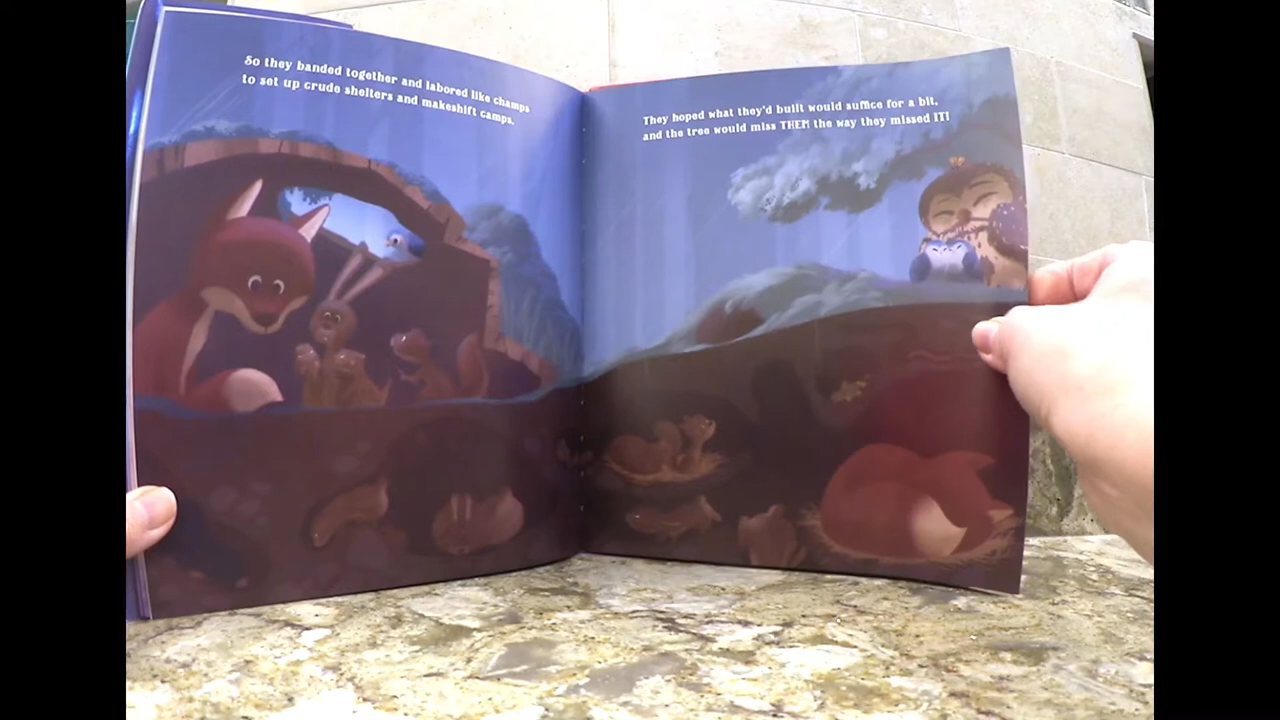 So they banded together and labored like champs
to set up crude shelters and makeshift camps.
They hoped what they'd built would suffice for a bit,
and the tree would miss THEM the way they missed IT!